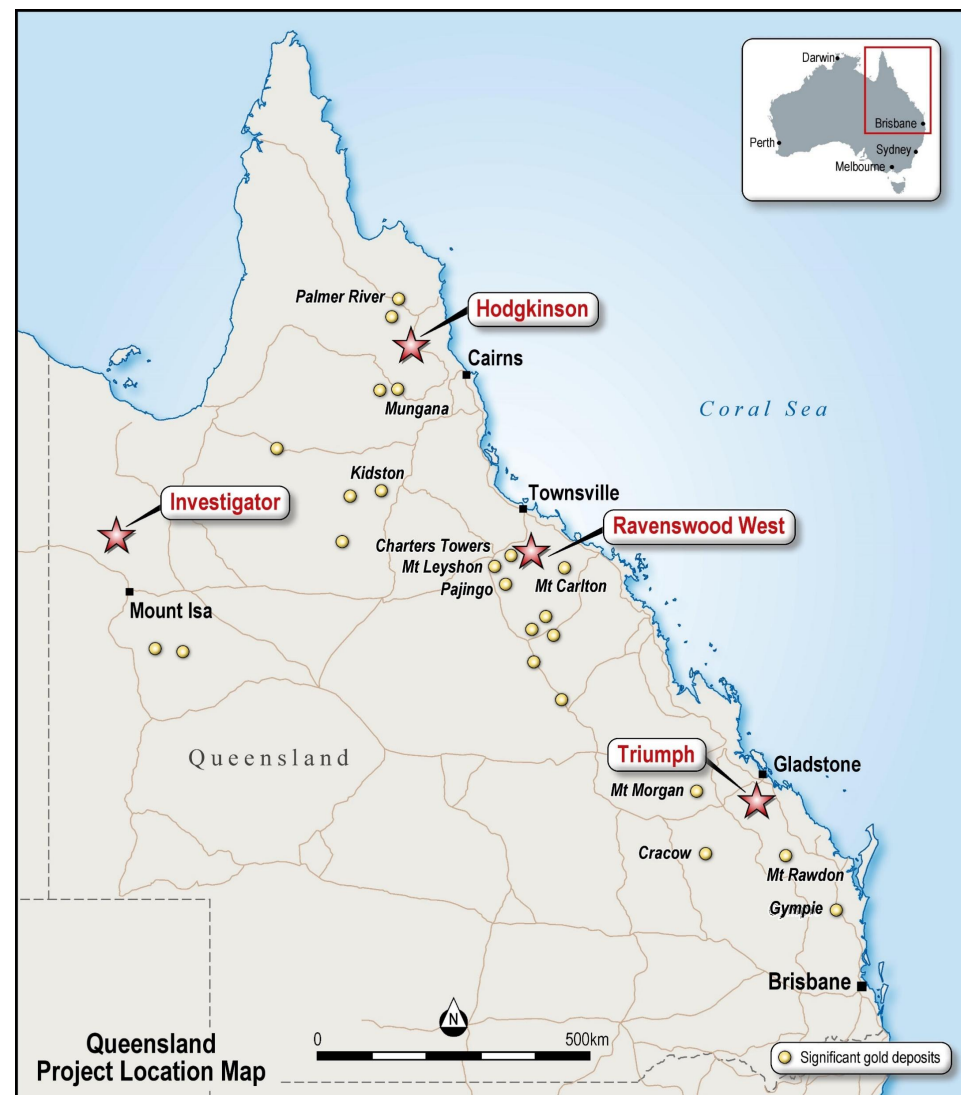 Darwin
Brisbane
Perth
Sydney
Melbourne
Palmer River
Hodgkinson
Cairns
Mungana
Coral Sea
Kidston
Investigator
Townsville
Ravenswood West
Charters Towers
Mt Leyshon
Pajingo
Mt Carlton
Mount Isa
Queensland
Triumph
Gladstone
Mt Morgan
Cracow
Mt Rawdon
Gympie
Brisbane
N
Queensland
Project Location Map
0
500km
Significant gold deposits